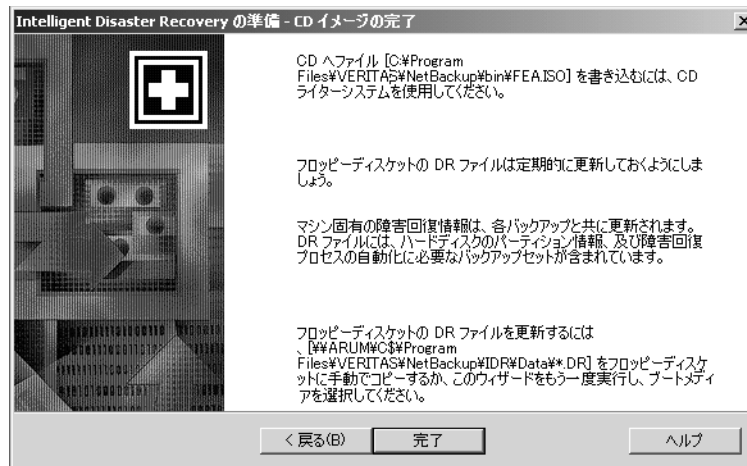 Intelligent Disaster Recovery の準備 - CD イメージの完了
CD へファイル [C:¥Program
Files¥VERITAS¥NetBackup¥bin¥FEA.ISO] を書き込むには、CD
ライターシステムを使用してください。
フロッピーディスケットの DR ファイルは定期的に更新しておくようにしま
しょう。
マシン固有の障害回復情報は、各バックアップと共に更新されます。
DR ファイルには、ハードディスクのパーティション情報、及び障害回復
プロセスの自動化に必要なバックアップセットが含まれています。
フロッピーディスケットの DR ファイルを更新するには
、[¥¥ARUM¥C$¥Program
Files¥VERITAS¥NetBackup¥IDR¥Data¥*.DR] をフロッピーディスケ
ットに手動でコピーするか、このウィザードをもう一度実行し、ブートメディ
アを選択してください。
< 戻る(B)
完了
ヘルプ